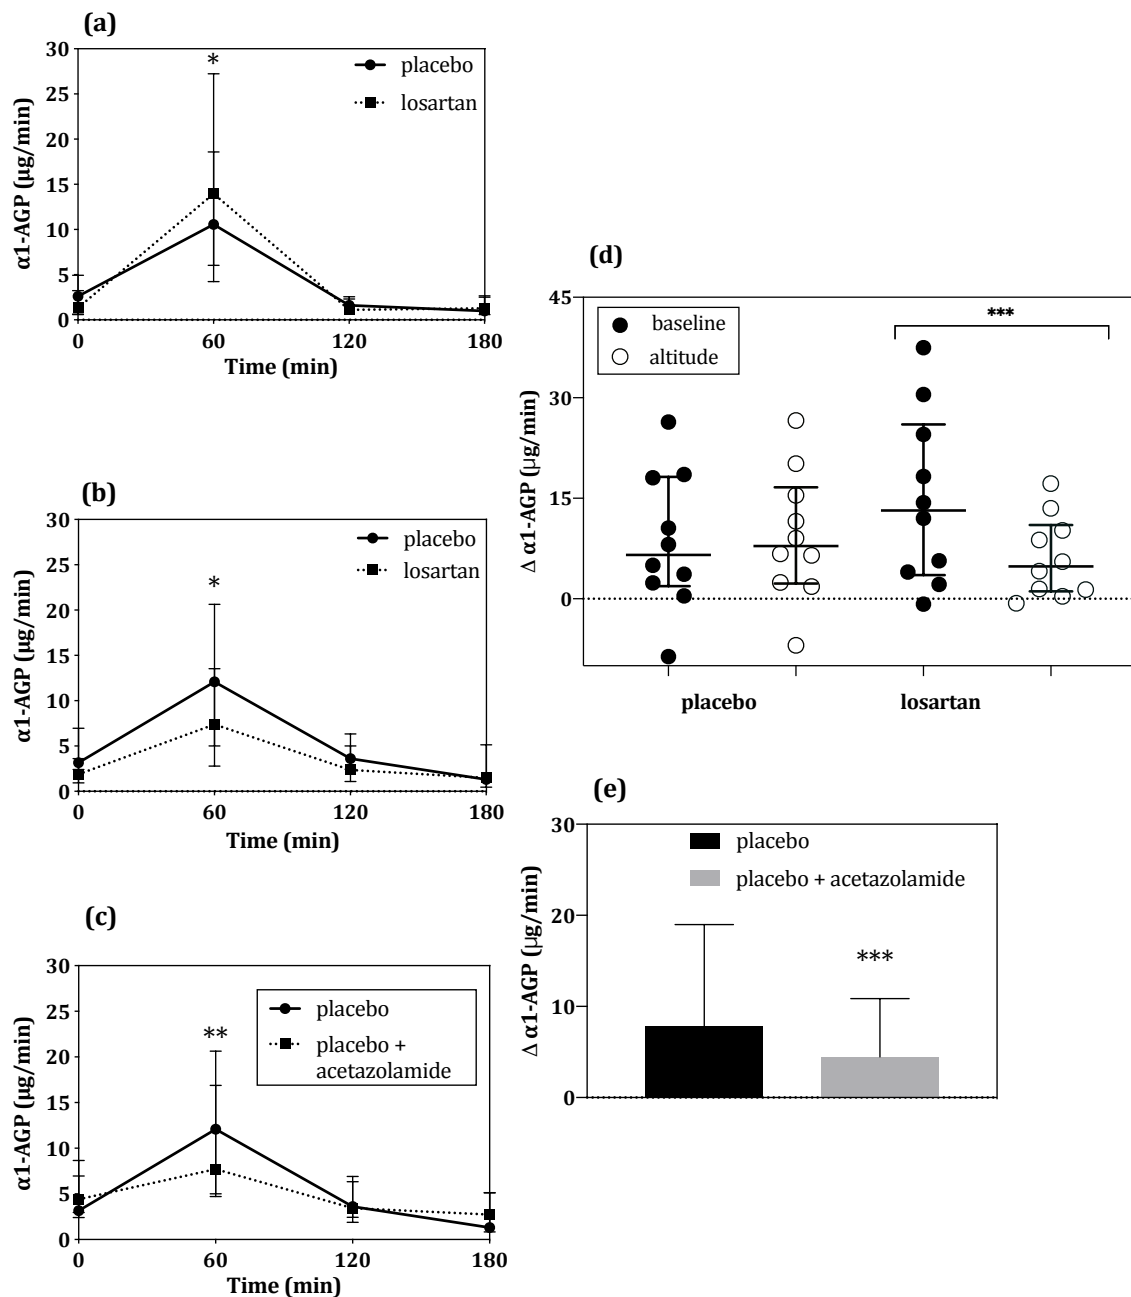 (a)
30
25
20
15
10
5
0
α1-AGP (µg/min)
*
placebo
losartan
0 60 120 180
Time (min)
(b)
30
25
20
15
10
5
0
α1-AGP (µg/min)
*
placebo
losartan
0 60 120 180
Time (min)
(c)
30
25
20
15
10
5
0
α1-AGP (µg/min)
**
placebo
placebo +
acetazolamide
0 60 120 180
Time (min)
(d)
45
30
15
0
Δ α1-AGP (µg/min)
baseline
altitude
***
placebo losartan
(e)
30
20
10
0
Δ α1-AGP (µg/min)
placebo
placebo + acetazolamide
***